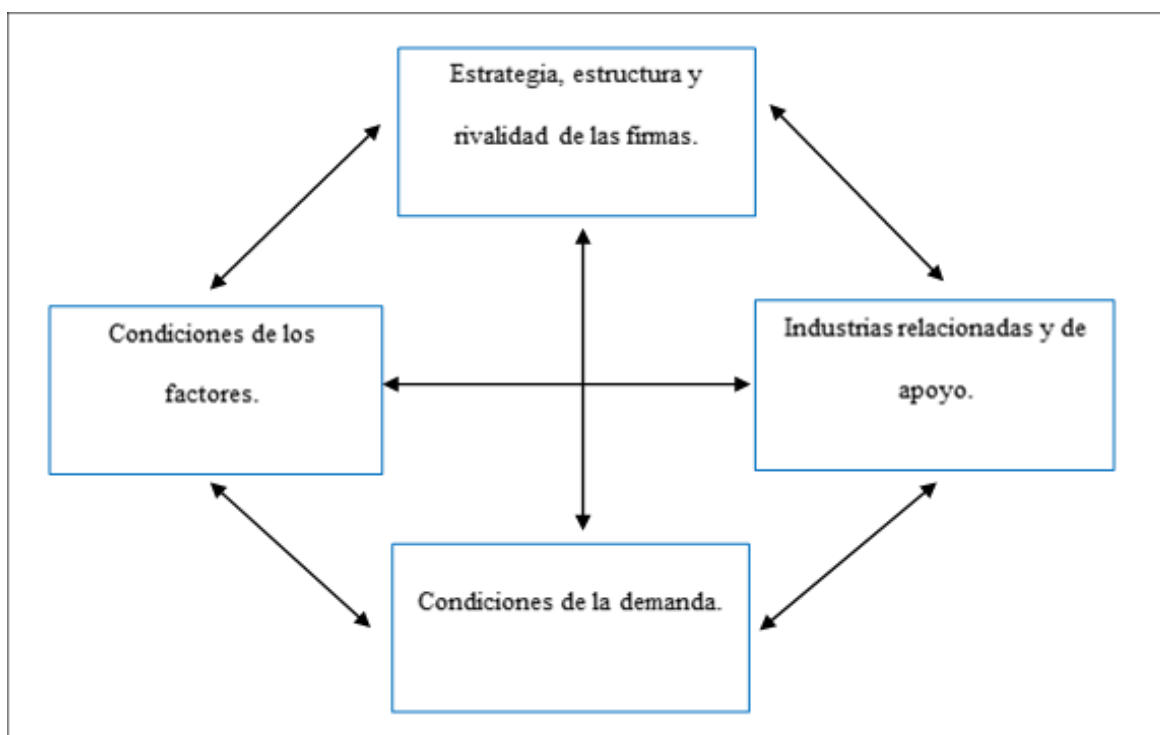 Estrategia, estructura y
rivalidad de las firmas.
Condiciones de los
factores.
Industrias relacionadas y de
apoyo.
Condiciones de la demanda.